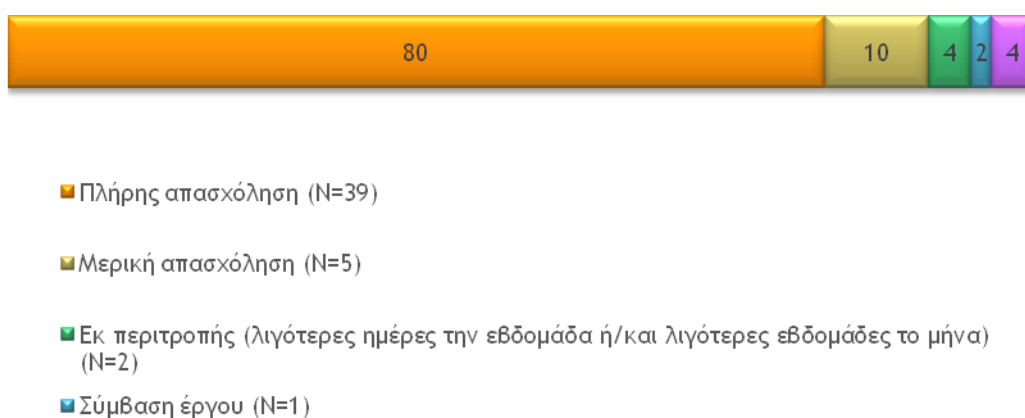 80 10 4 2 4
Πλήρης απασχόληση (N=39)
Μερική απασχόληση (N=5)
Εκ περιτροπής (λιγότερες ημέρες την εβδομάδα ή/και λιγότερες εβδομάδες το μήνα)
(N=2)
Σύμβαση έργου (N=1)